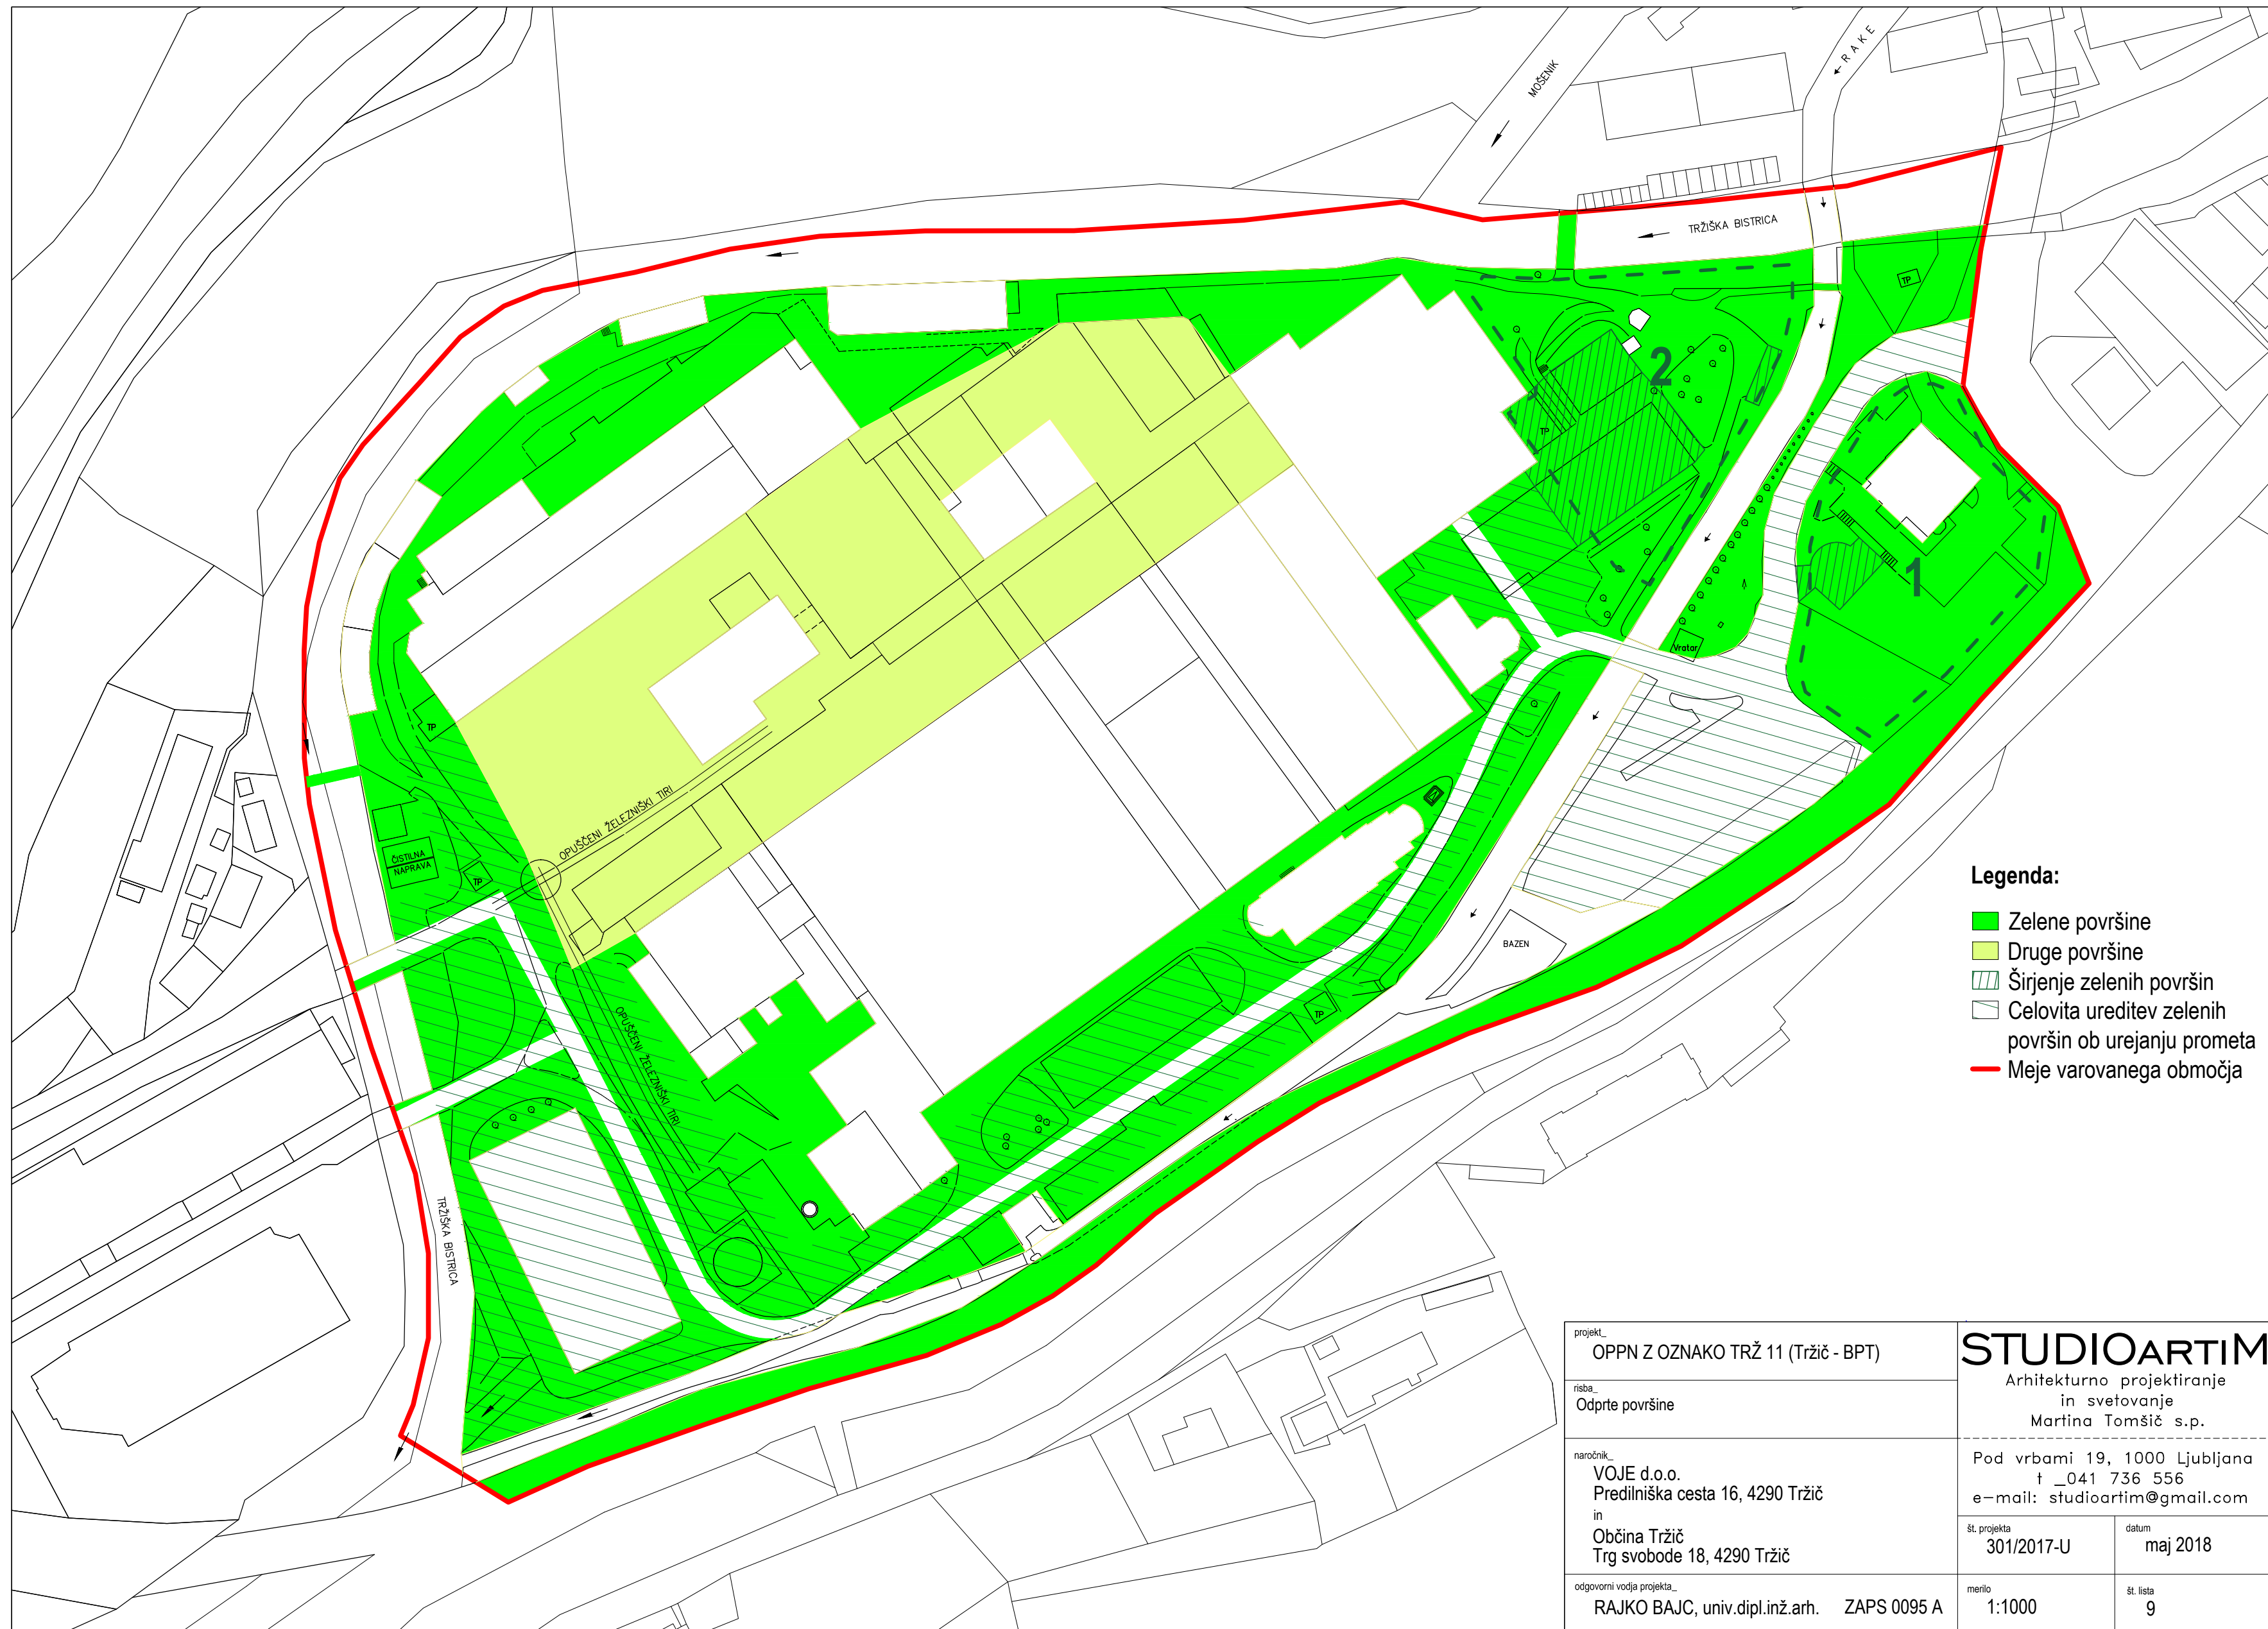 MOŠENIK
RAKE
TRŽIŠKA BISTRICA
TP
2
TP
1
Vratar
TP
OPUŠČENI ŽELEZNIŠKI TIRI
ČISTILNA
NAPRAVA
TP
BAZEN
TP
OPUŠČENI ŽELEZNIŠKI TIRI
TRŽIŠKA BISTRICA
Legenda:
Zelene površine
Druge površine
Širjenje zelenih površin
Celovita ureditev zelenih
površin ob urejanju prometa
Meje varovanega območja
projekt_
OPPN Z OZNAKO TRŽ 11 (Tržič - BPT)
risba_
Odprte površine
naročnik_
VOJE d.o.o.
Predilniška cesta 16, 4290 Tržič
in
Občina Tržič
Trg svobode 18, 4290 Tržič
odgovorni vodja projekta_
RAJKO BAJC, univ.dipl.inž.arh. ZAPS 0095 A
STUDIOARTIM
Arhitekturno projektiranje
in svetovanje
Martina Tomšič s.p.
Pod vrbami 19, 1000 Ljubljana
t _041 736 556
e-mail: studioartim@gmail.com
št. projekta
301/2017-U
datum
maj 2018
merilo
1:1000
št. lista
9